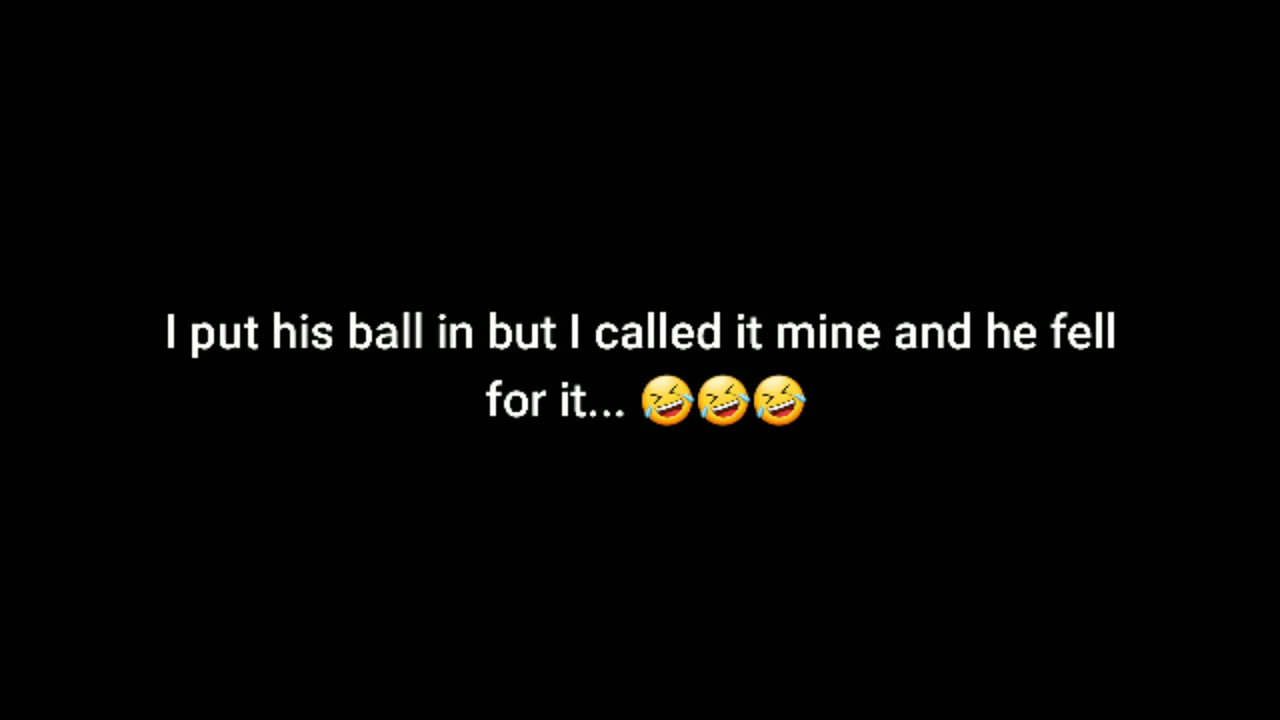 I put his ball in but I called it mine and he fell
for it... 🤣🤣🤣